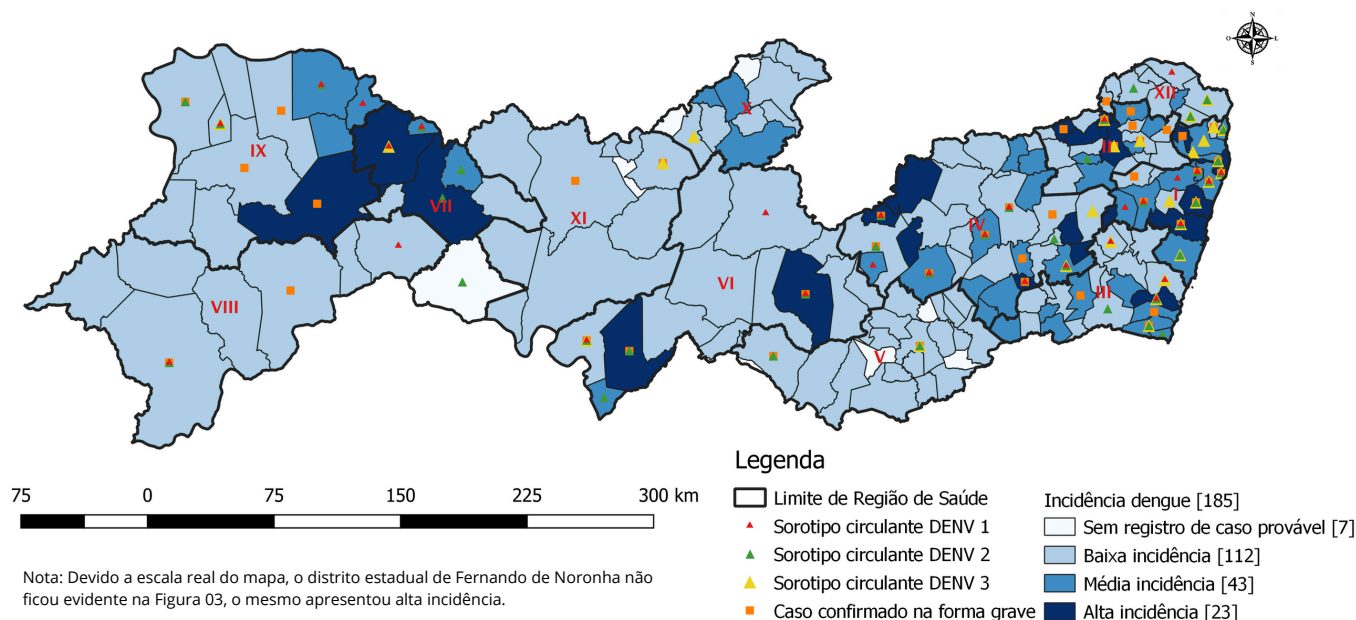 N
O L
S
X
XII
IX
II
I
VII
IV
XI
VI
III
VIII
V
75 0 75 150 225 300 km
Nota: Devido a escala real do mapa, o distrito estadual de Fernando de Noronha não
ficou evidente na Figura 03, o mesmo apresentou alta incidência.
Legenda
Limite de Região de Saúde
Sorotipo circulante DENV 1
Sorotipo circulante DENV 2
Sorotipo circulante DENV 3
Caso confirmado na forma grave
Incidência dengue [185]
Sem registro de caso provável [7]
Baixa incidência [112]
Média incidência [43]
Alta incidência [23]